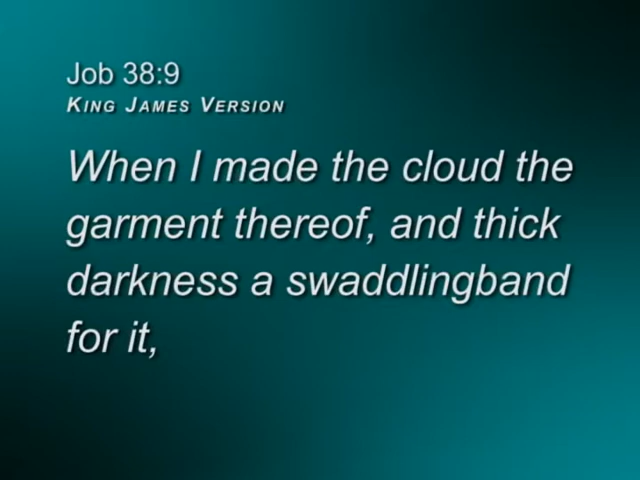 Job 38:9
King James Version
When I made the cloud the
garment thereof, and thick
darkness a swaddlingband
for it,